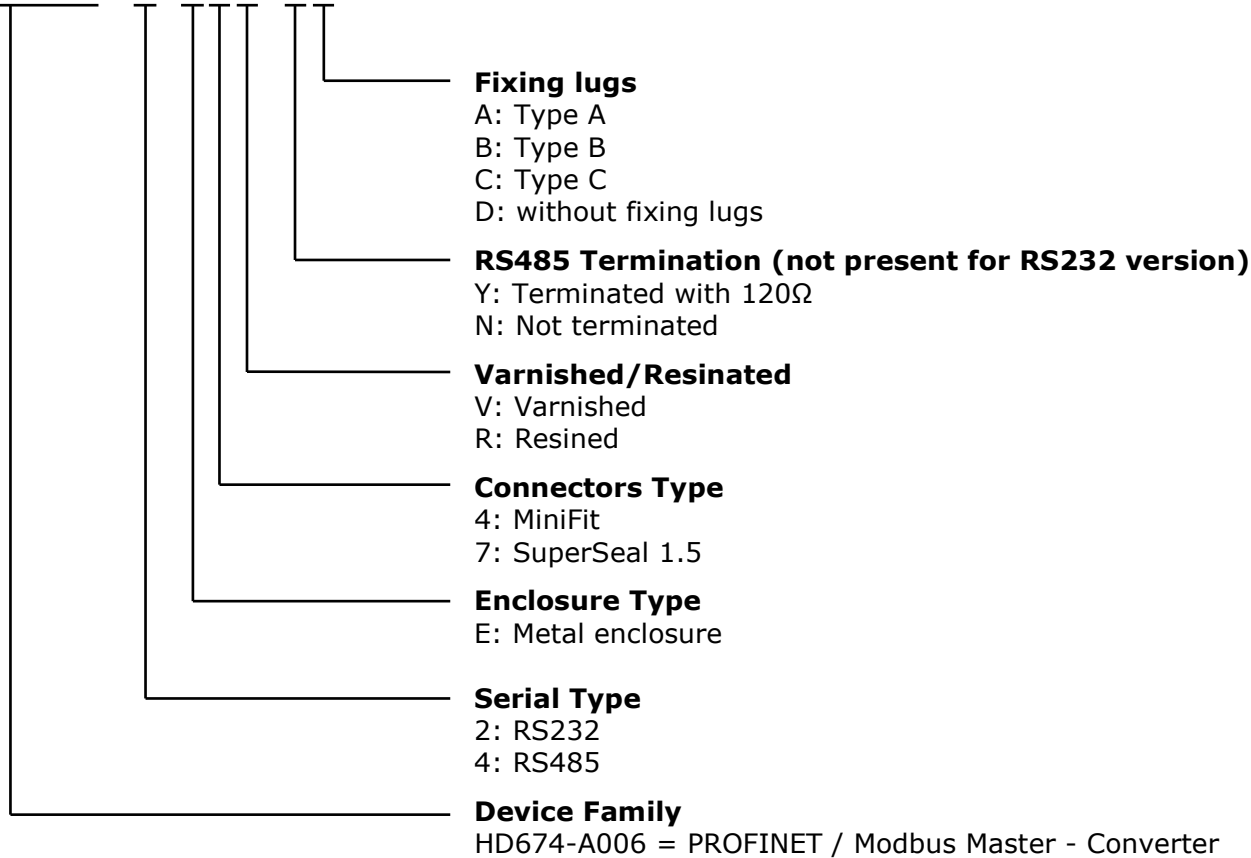 Fixing lugs
A: Type A
B: Type B
C: Type C
D: without fixing lugs
RS485 Termination (not present for RS232 version)
Y: Terminated with 120Ω
N: Not terminated
Varnished/Resinated
V: Varnished
R: Resined
Connectors Type
4: MiniFit
7: SuperSeal 1.5
Enclosure Type
E: Metal enclosure
Serial Type
2: RS232
4: RS485
Device Family
HD674-A006 = PROFINET / Modbus Master - Converter